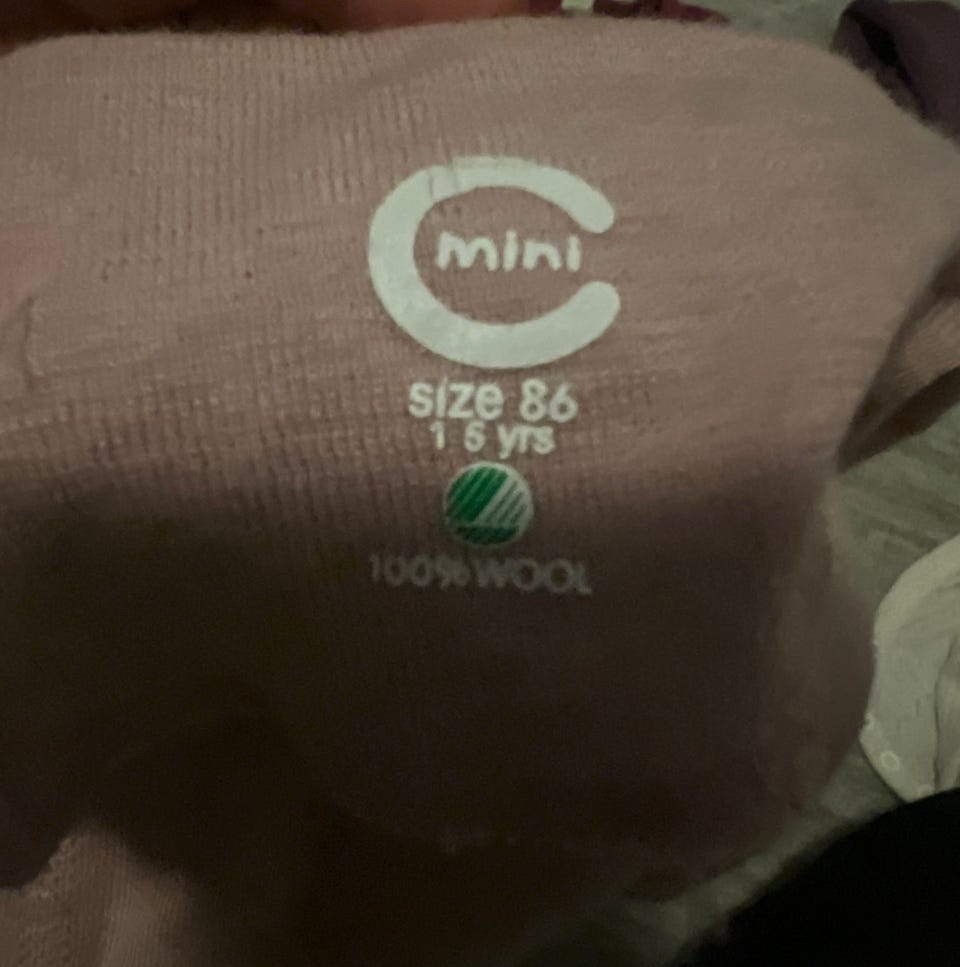 mini
size 86
1 5 yrs
100% WOOL